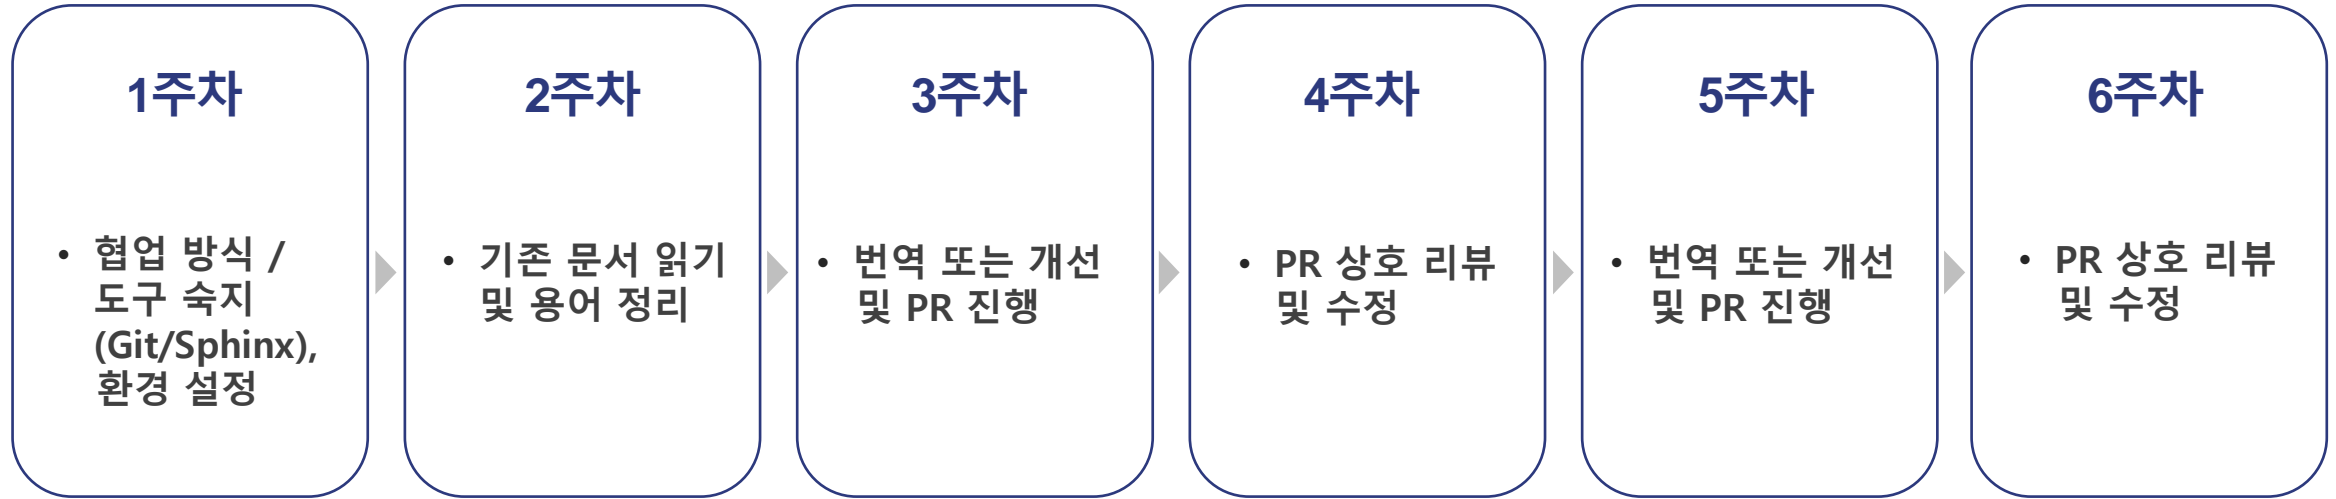 1주차
• 협업 방식 /
도구 숙지
(Git/Sphinx),
환경 설정
2주차
• 기존 문서 읽기
및 용어 정리
3주차
• 번역 또는 개선
및 PR 진행
4주차
• PR 상호 리뷰
및 수정
5주차
• 번역 또는 개선
및 PR 진행
6주차
• PR 상호 리뷰
및 수정